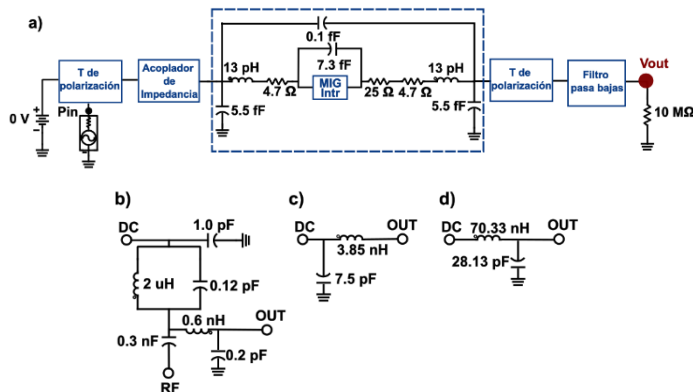 a)
0.1 fF
7.3 fF
13 pH
13 pH
4.7 Ω
MIG
Intr
25 Ω
4.7 Ω
5.5 fF
5.5 fF
T de
polarización
Acoplador
de
Impedancia
T de
polarización
Filtro
pasa bajas
Vout
0 V
Pin
10 MΩ
b)
DC
1.0 pF
2 uH
0.12 pF
0.6 nH
OUT
0.3 nF
0.2 pF
RF
c)
DC
OUT
3.85 nH
7.5 pF
d)
DC
70.33 nH
OUT
28.13 pF